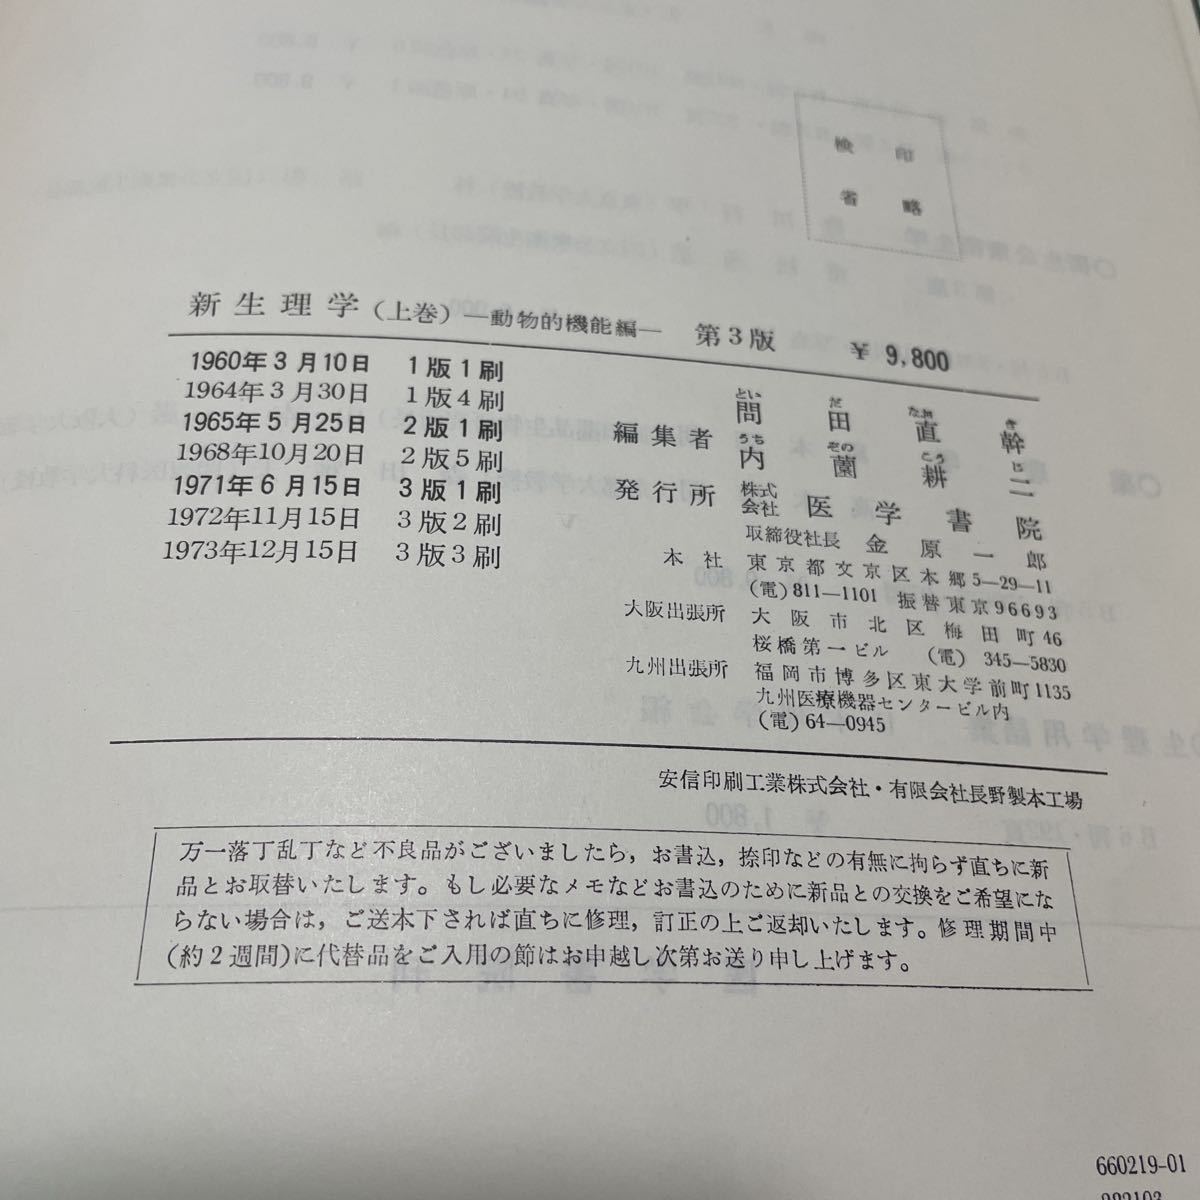 検印
省略
新生理学(上巻)―動物的機能編― 第3版 ¥9,800
1960年3月10日 1版1刷
1964年3月30日 1版4刷
1965年5月25日 2版1刷
1968年10月20日 2版5刷
1971年6月15日 3版1刷
1972年11月15日 3版2刷
1973年12月15日 3版3刷
とい だ なお き
編集者 問田直幹
うち ぞの こう じ
内薗耕二
発行所 株式会社 医学書院
取締役社長 金原一郎
本社 東京都文京区本郷5—29—11
(電)811—1101 振替東京96693
大阪出張所 大阪市北区梅田町46
桜橋第一ビル (電) 345—5830
九州出張所 福岡市博多区東大学前町1135
九州医療機器センタービル内
(電)64—0945
安信印刷工業株式会社・有限会社長野製本工場
万一落丁乱丁など不良品がございましたら,お書込,捺印などの有無に拘らず直ちに新
品とお取替いたします。もし必要なメモなどお書込のために新品との交換をご希望にな
らない場合は,ご送本下されば直ちに修理,訂正の上ご返却いたします。修理期間中
(約2週間)に代替品をご入用の節はお申越し次第お送り申し上げます。
660219-01